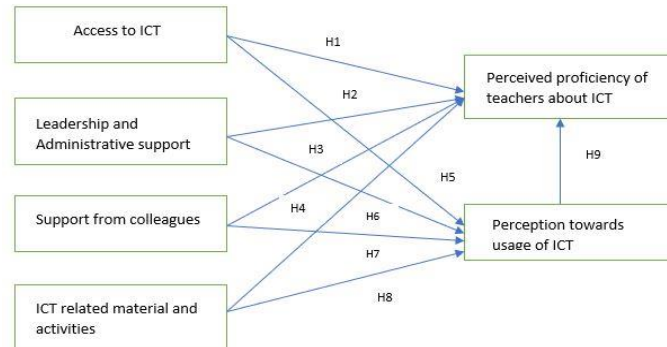 Access to ICT
H1
Perceived proficiency of
teachers about ICT
H2
Leadership and
Administrative support
H3
H9
H5
Support from colleagues
H4
H6
Perception towards
usage of ICT
H7
ICT related material and
activities
H8